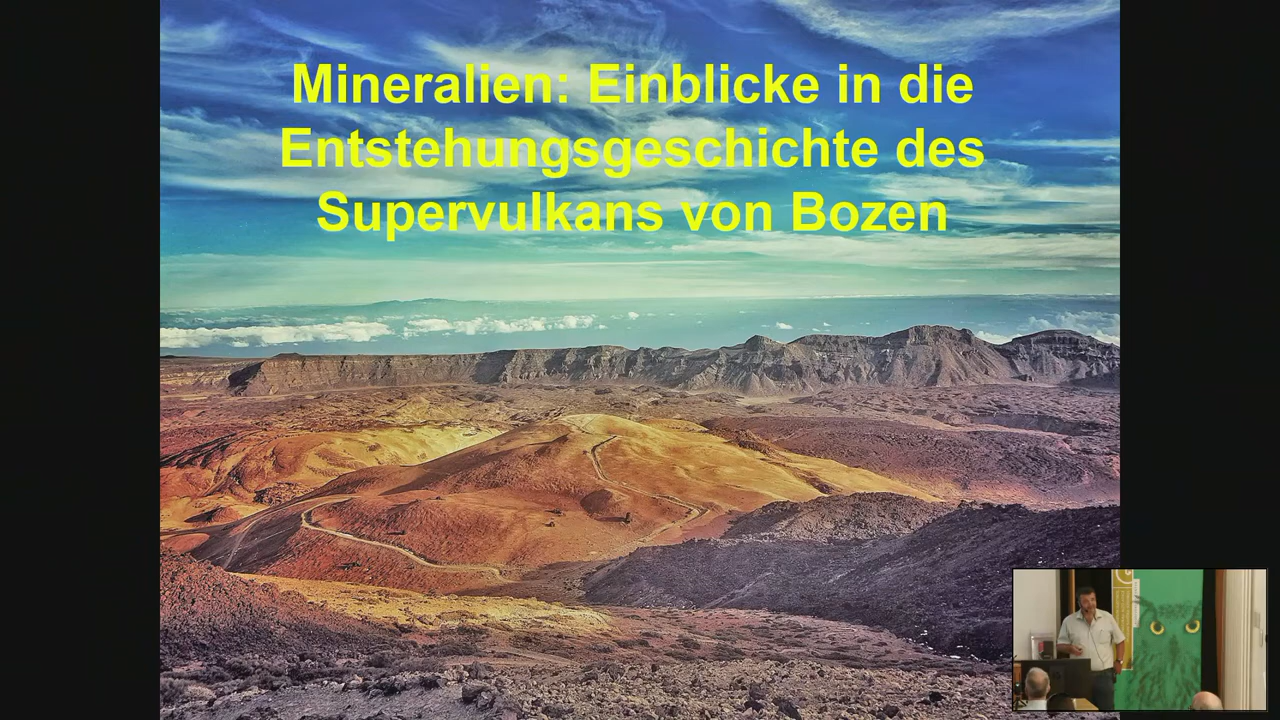 Mineralien: Einblicke in die
Entstehungsgeschichte des
Supervulkans von Bozen